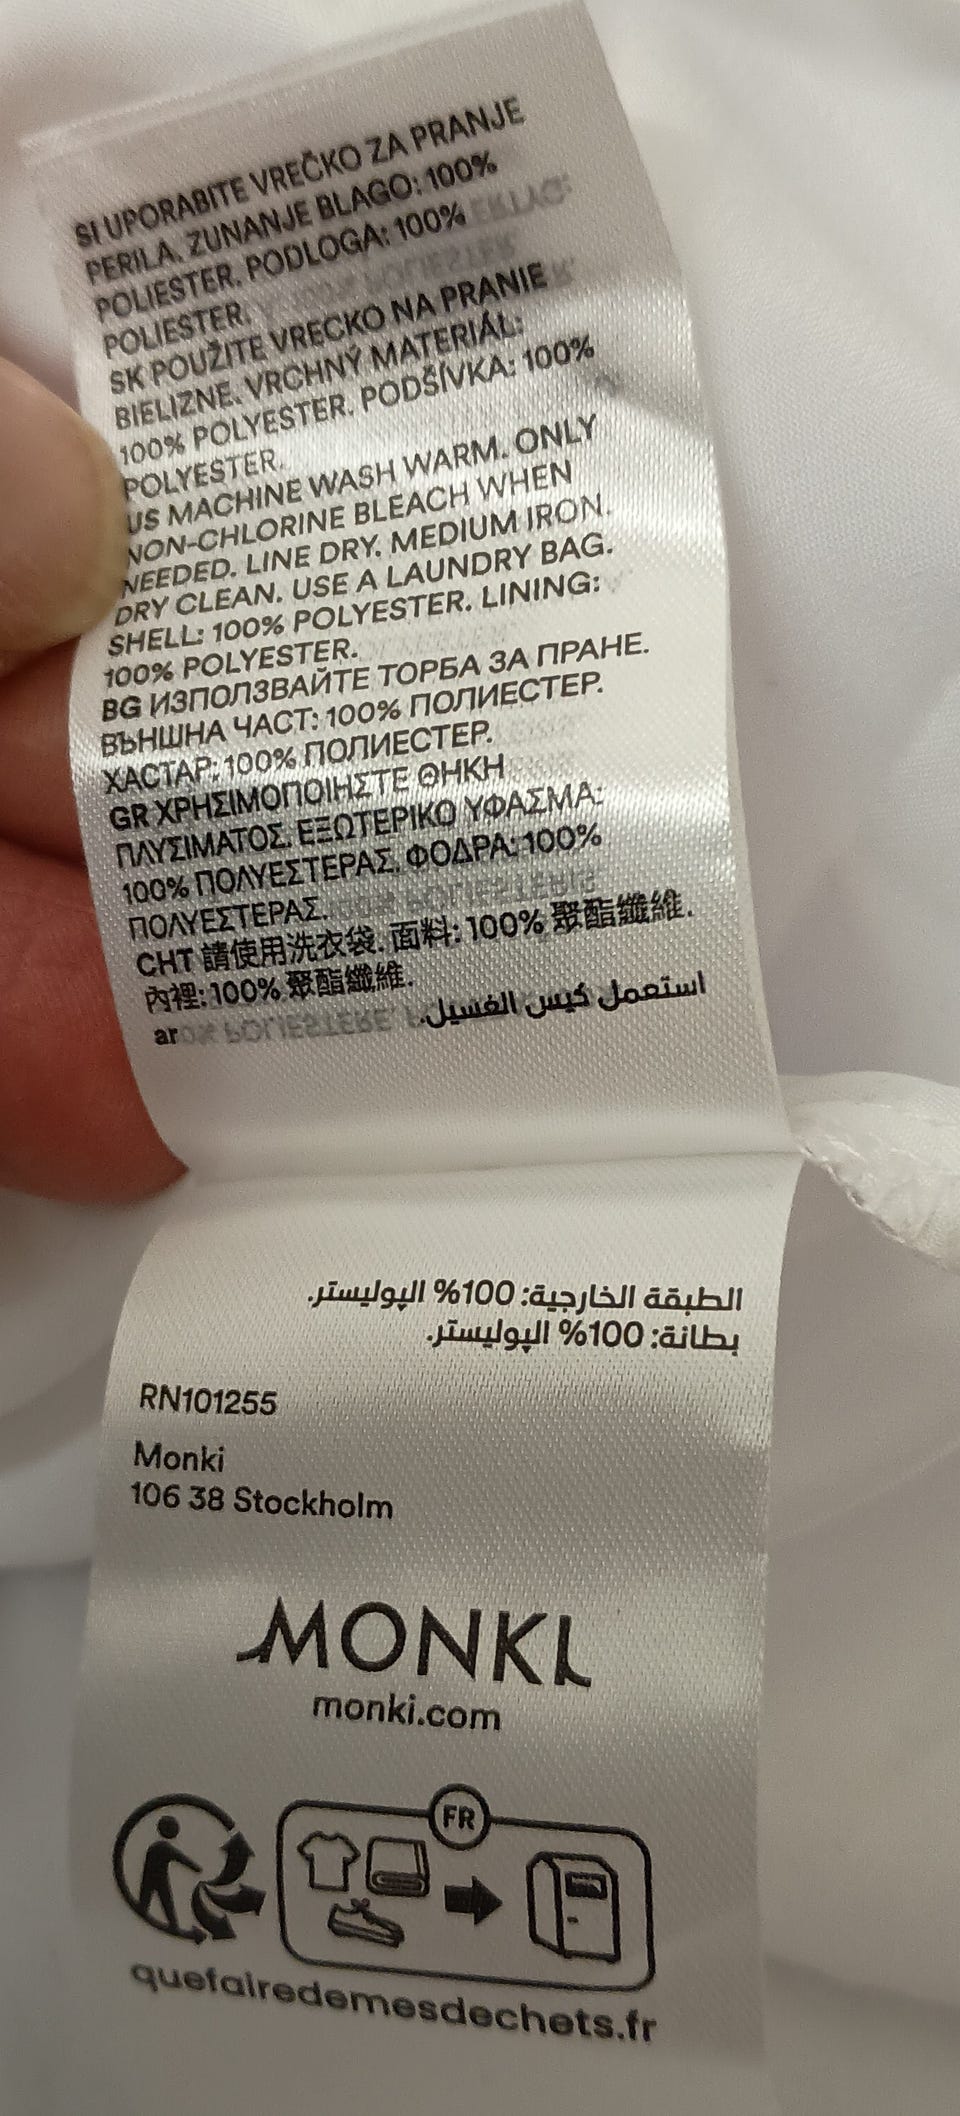 SI UPORABITE VREČKO ZA PRANJE
PERILA. ZUNANJE BLAGO: 100%
POLIESTER. PODLOGA: 100%
POLIESTER.
SK POUŽITE VRECKO NA PRANIE
BIELIZNE. VRCHNÝ MATERIÁL:
100% POLYESTER. PODŠÍVKA: 100%
POLYESTER.
US MACHINE WASH WARM. ONLY
NON-CHLORINE BLEACH WHEN
NEEDED. LINE DRY. MEDIUM IRON.
DRY CLEAN. USE A LAUNDRY BAG.
SHELL: 100% POLYESTER. LINING:
100% POLYESTER.
BG ИЗПОЛЗВАЙТЕ ТОРБА ЗА ПРАНЕ.
ВЪНШНА ЧАСТ: 100% ПОЛИЕСТЕР.
ХАСТАР: 100% ПОЛИЕСТЕР.
GR ΧΡΗΣΙΜΟΠΟΙΗΣΤΕ ΘΗΚΗ
ΠΛΥΣΙΜΑΤΟΣ. ΕΞΩΤΕΡΙΚΟ ΥΦΑΣΜΑ:
100% ΠΟΛΥΕΣΤΕΡΑΣ. ΦΟΔΡΑ: 100%
ΠΟΛΥΕΣΤΕΡΑΣ.
CHT 請使用洗衣袋. 面料: 100% 聚酯纖維.
內裡: 100% 聚酯纖維.
ar استعمل كيس الغسيل.
الطبقة الخارجية: 100% البوليستر.
بطانة: 100% البوليستر.
RN101255
Monki
106 38 Stockholm
MONKI
monki.com
FR
quefairedemesdechets.fr